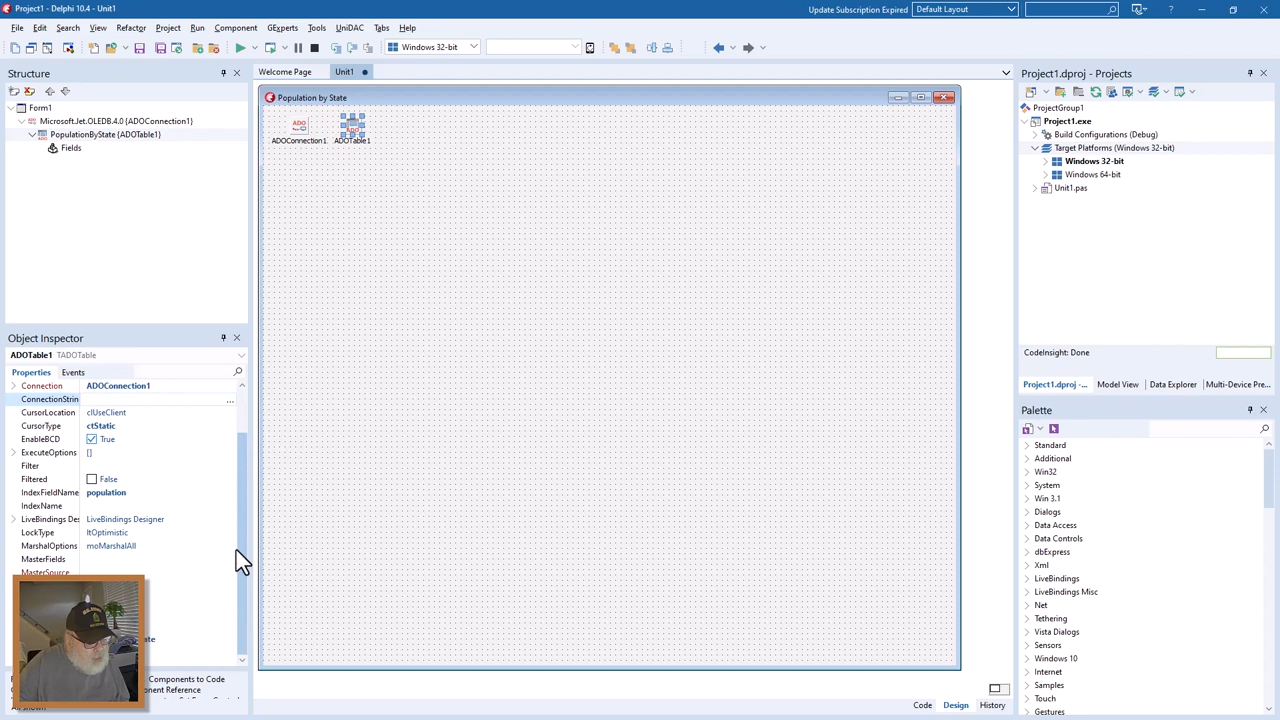 Project1 - Delphi 10.4 - Unit1
Update Subscription Expired
Default Layout
File Edit Search View Refactor Project Run Component GExperts Tools UniDAC Tabs Help
Windows 32-bit
Structure
Form1
Microsoft.Jet.OLEDB.4.0 {ADOConnection1}
PopulationByState {ADOTable1}
Fields
Welcome Page
Unit1
Population by State
ADOConnection1
ADOTable1
Object Inspector
ADOTable1 TADOTable
Properties Events
Connection ADOConnection1
ConnectionStrin
CursorLocation clUseClient
CursorType ctStatic
EnableBCD True
ExecuteOptions []
Filter
Filtered False
IndexFieldName population
IndexName
LiveBindings Des LiveBindings Designer
LockType ltOptimistic
MarshalOptions moMarshalAll
MasterFields
MasterSource
Code Design History
Project1.dproj - Projects
ProjectGroup1
Project1.exe
Build Configurations (Debug)
Target Platforms (Windows 32-bit)
Windows 32-bit
Windows 64-bit
Unit1.pas
CodeInsight: Done
Project1.dproj -... Model View Data Explorer Multi-Device Pre...
Palette
Standard
Additional
Win32
System
Win 3.1
Dialogs
Data Access
Data Controls
dbExpress
Xml
LiveBindings
LiveBindings Misc
Net
Tethering
Vista Dialogs
Sensors
Windows 10
Internet
Samples
Touch
Gestures